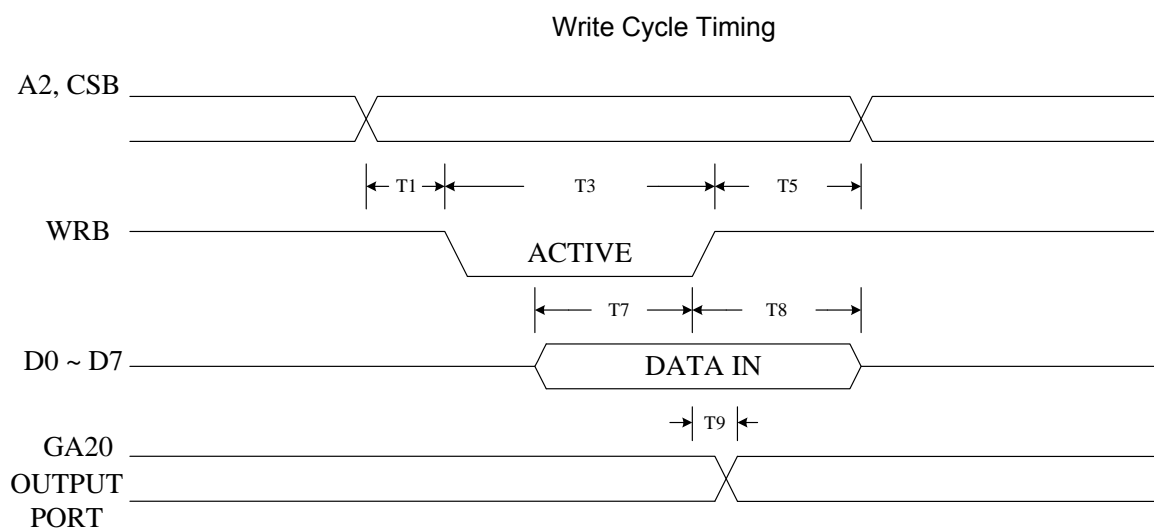 Write Cycle Timing
A2, CSB
T1
T3
T5
WRB
ACTIVE
T7
T8
D0 ~ D7
DATA IN
T9
GA20
OUTPUT
PORT